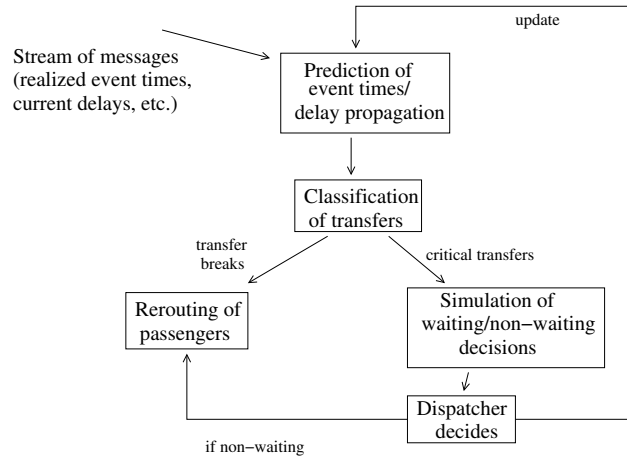 update
Stream of messages
(realized event times,
current delays, etc.)
Prediction of
event times/
delay propagation
Classification
of transfers
transfer
breaks
critical transfers
Rerouting of
passengers
Simulation of
waiting/non−waiting
decisions
Dispatcher
decides
if non−waiting